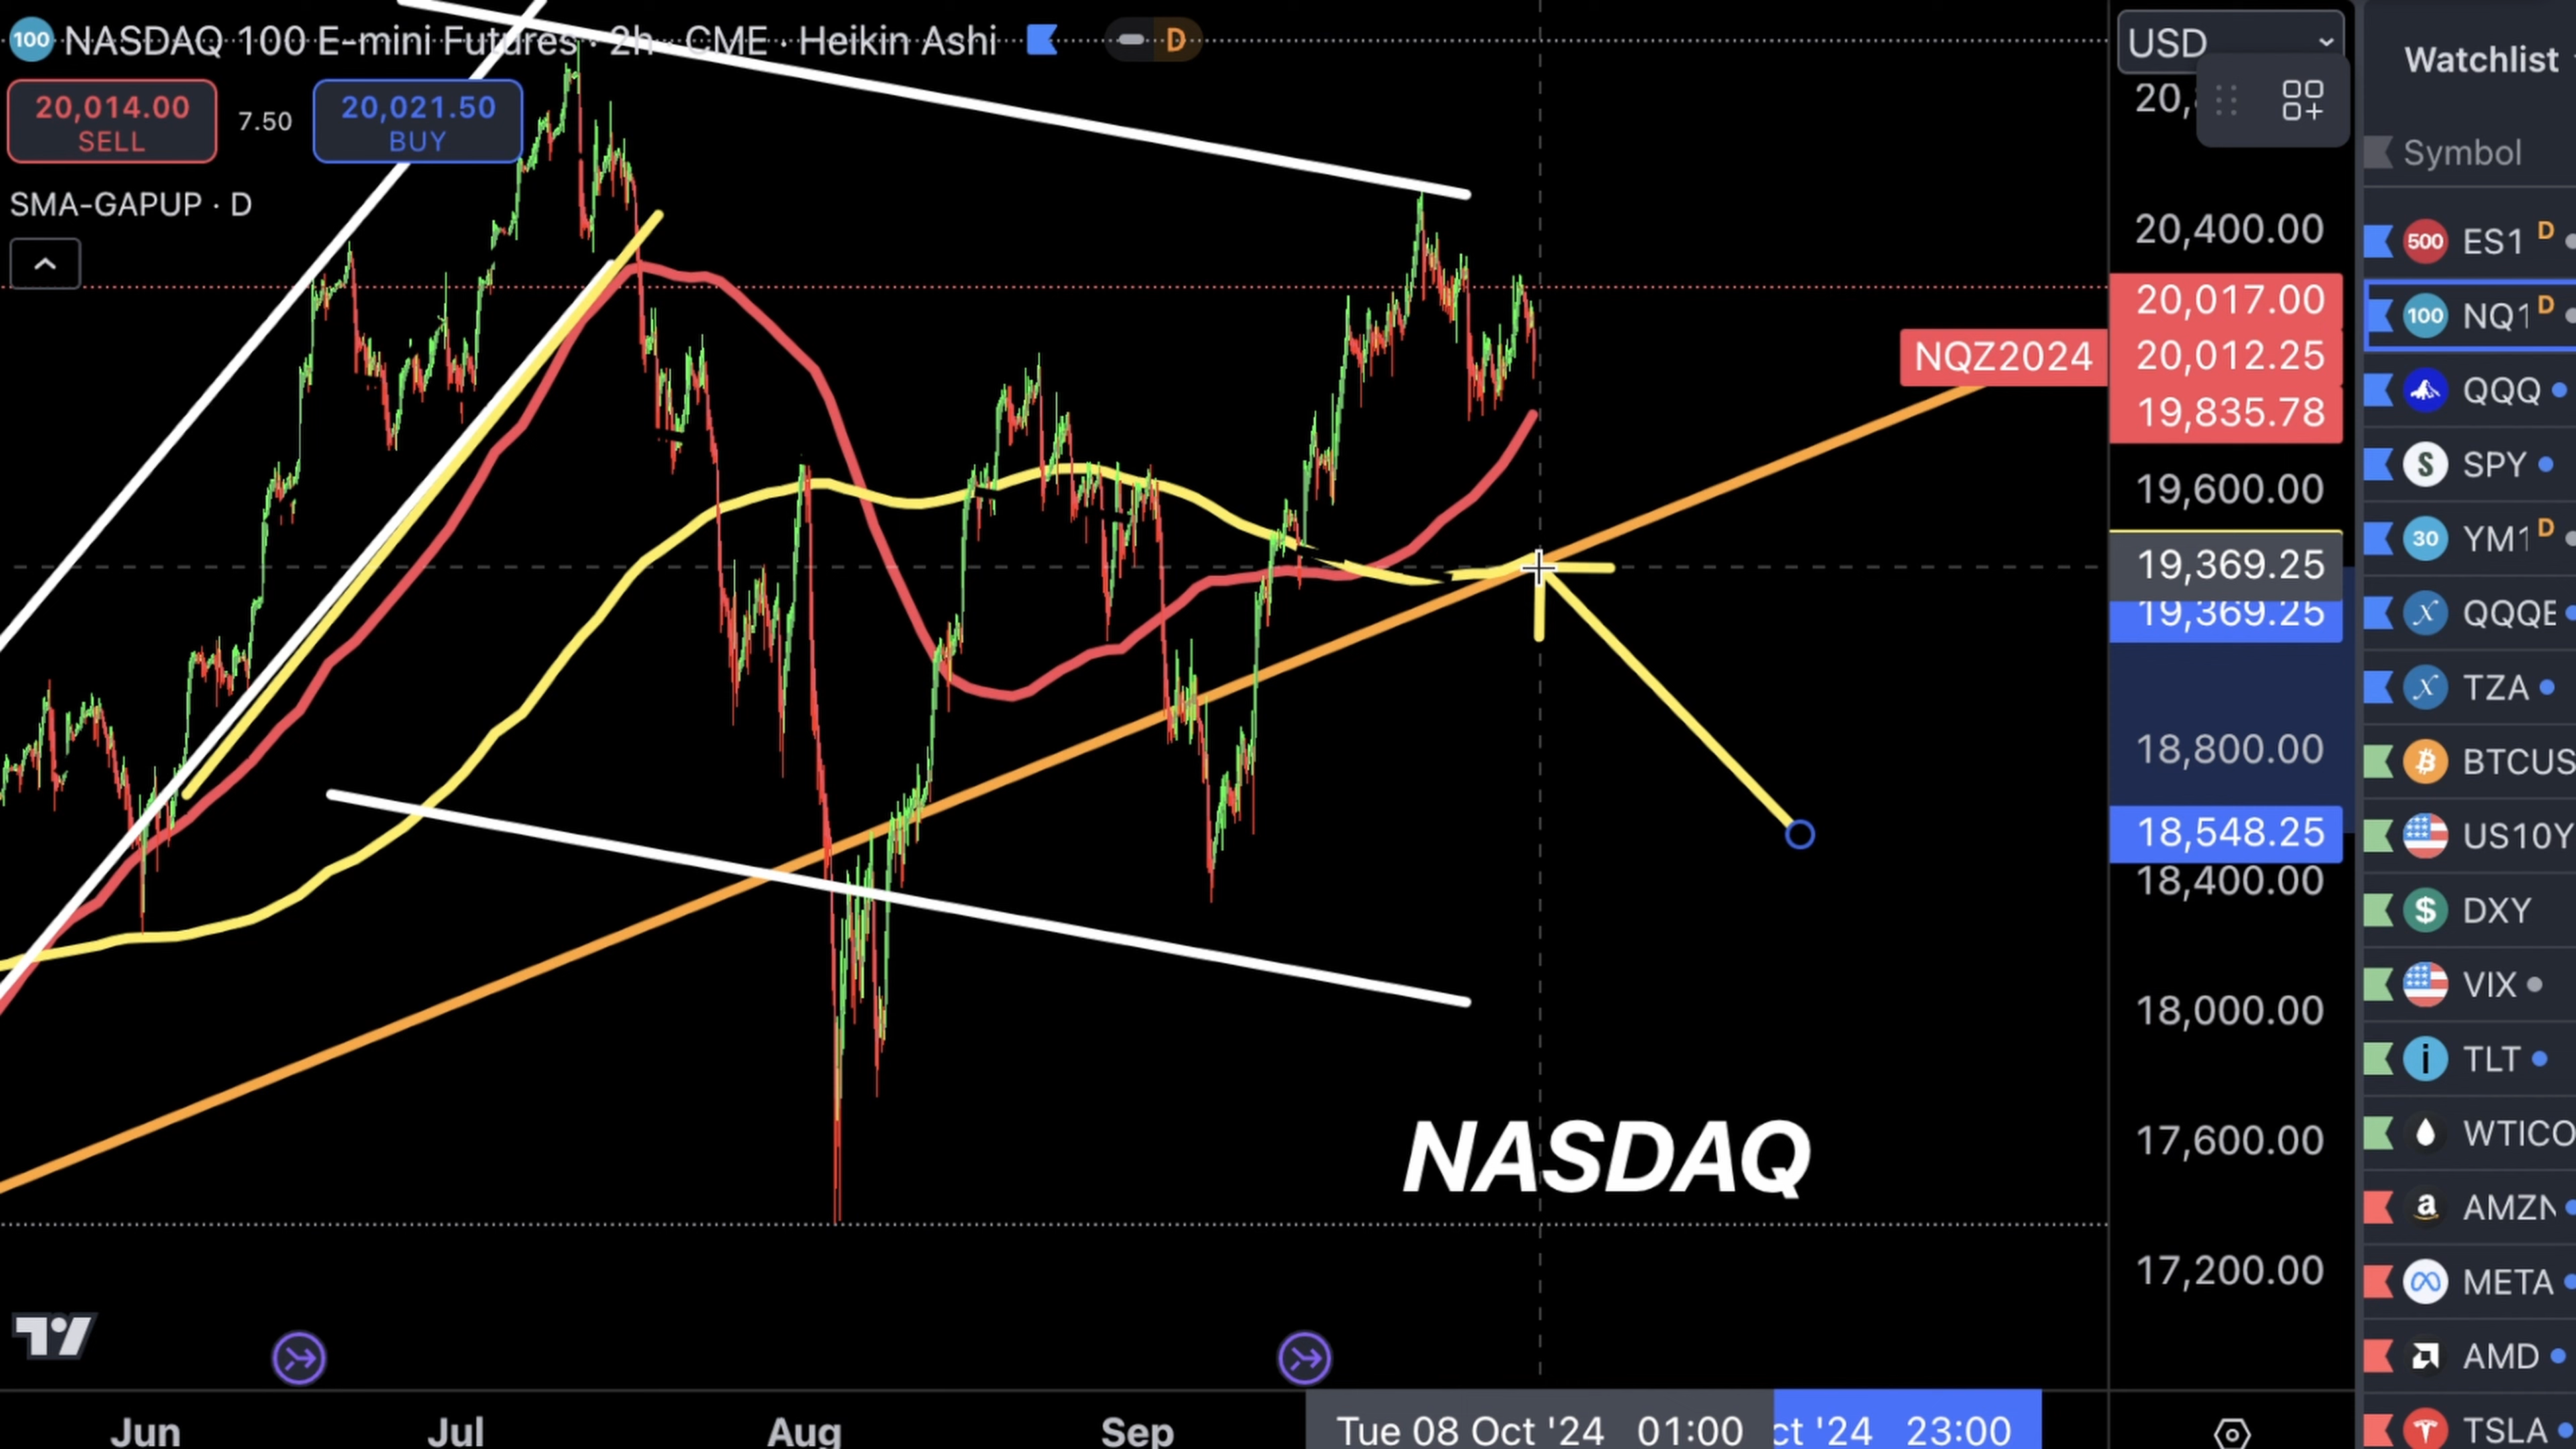 100 NASDAQ 100 E-mini Futures · 2h · CME · Heikin Ashi D
20,014.00
SELL
7.50
20,021.50
BUY
SMA-GAPUP · D
USD
20,
20,400.00
20,017.00
NQZ2024
20,012.25
19,835.78
19,600.00
19,369.25
19,369.25
18,800.00
18,548.25
18,400.00
18,000.00
17,600.00
17,200.00
NASDAQ
Jun
Jul
Aug
Sep
Tue 08 Oct '24 01:00
ct '24 23:00
Watchlist
Symbol
500 ES1 D
100 NQ1 D
QQQ
S SPY
30 YM1 D
X QQQE
X TZA
BTCUS
US10Y
$ DXY
VIX
i TLT
WTICO
a AMZN
META
AMD
TSLA